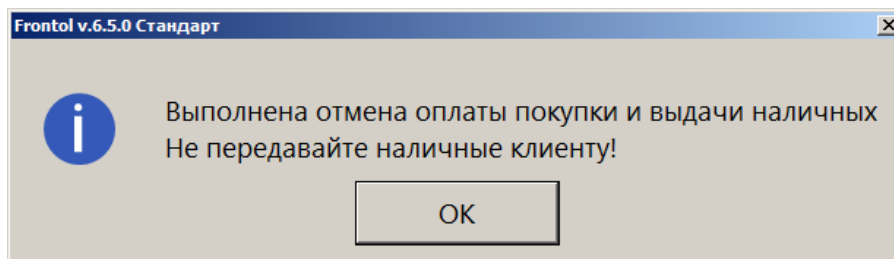 Frontol v.6.5.0 Стандарт
Выполнена отмена оплаты покупки и выдачи наличных
Не передавайте наличные клиенту!
OK